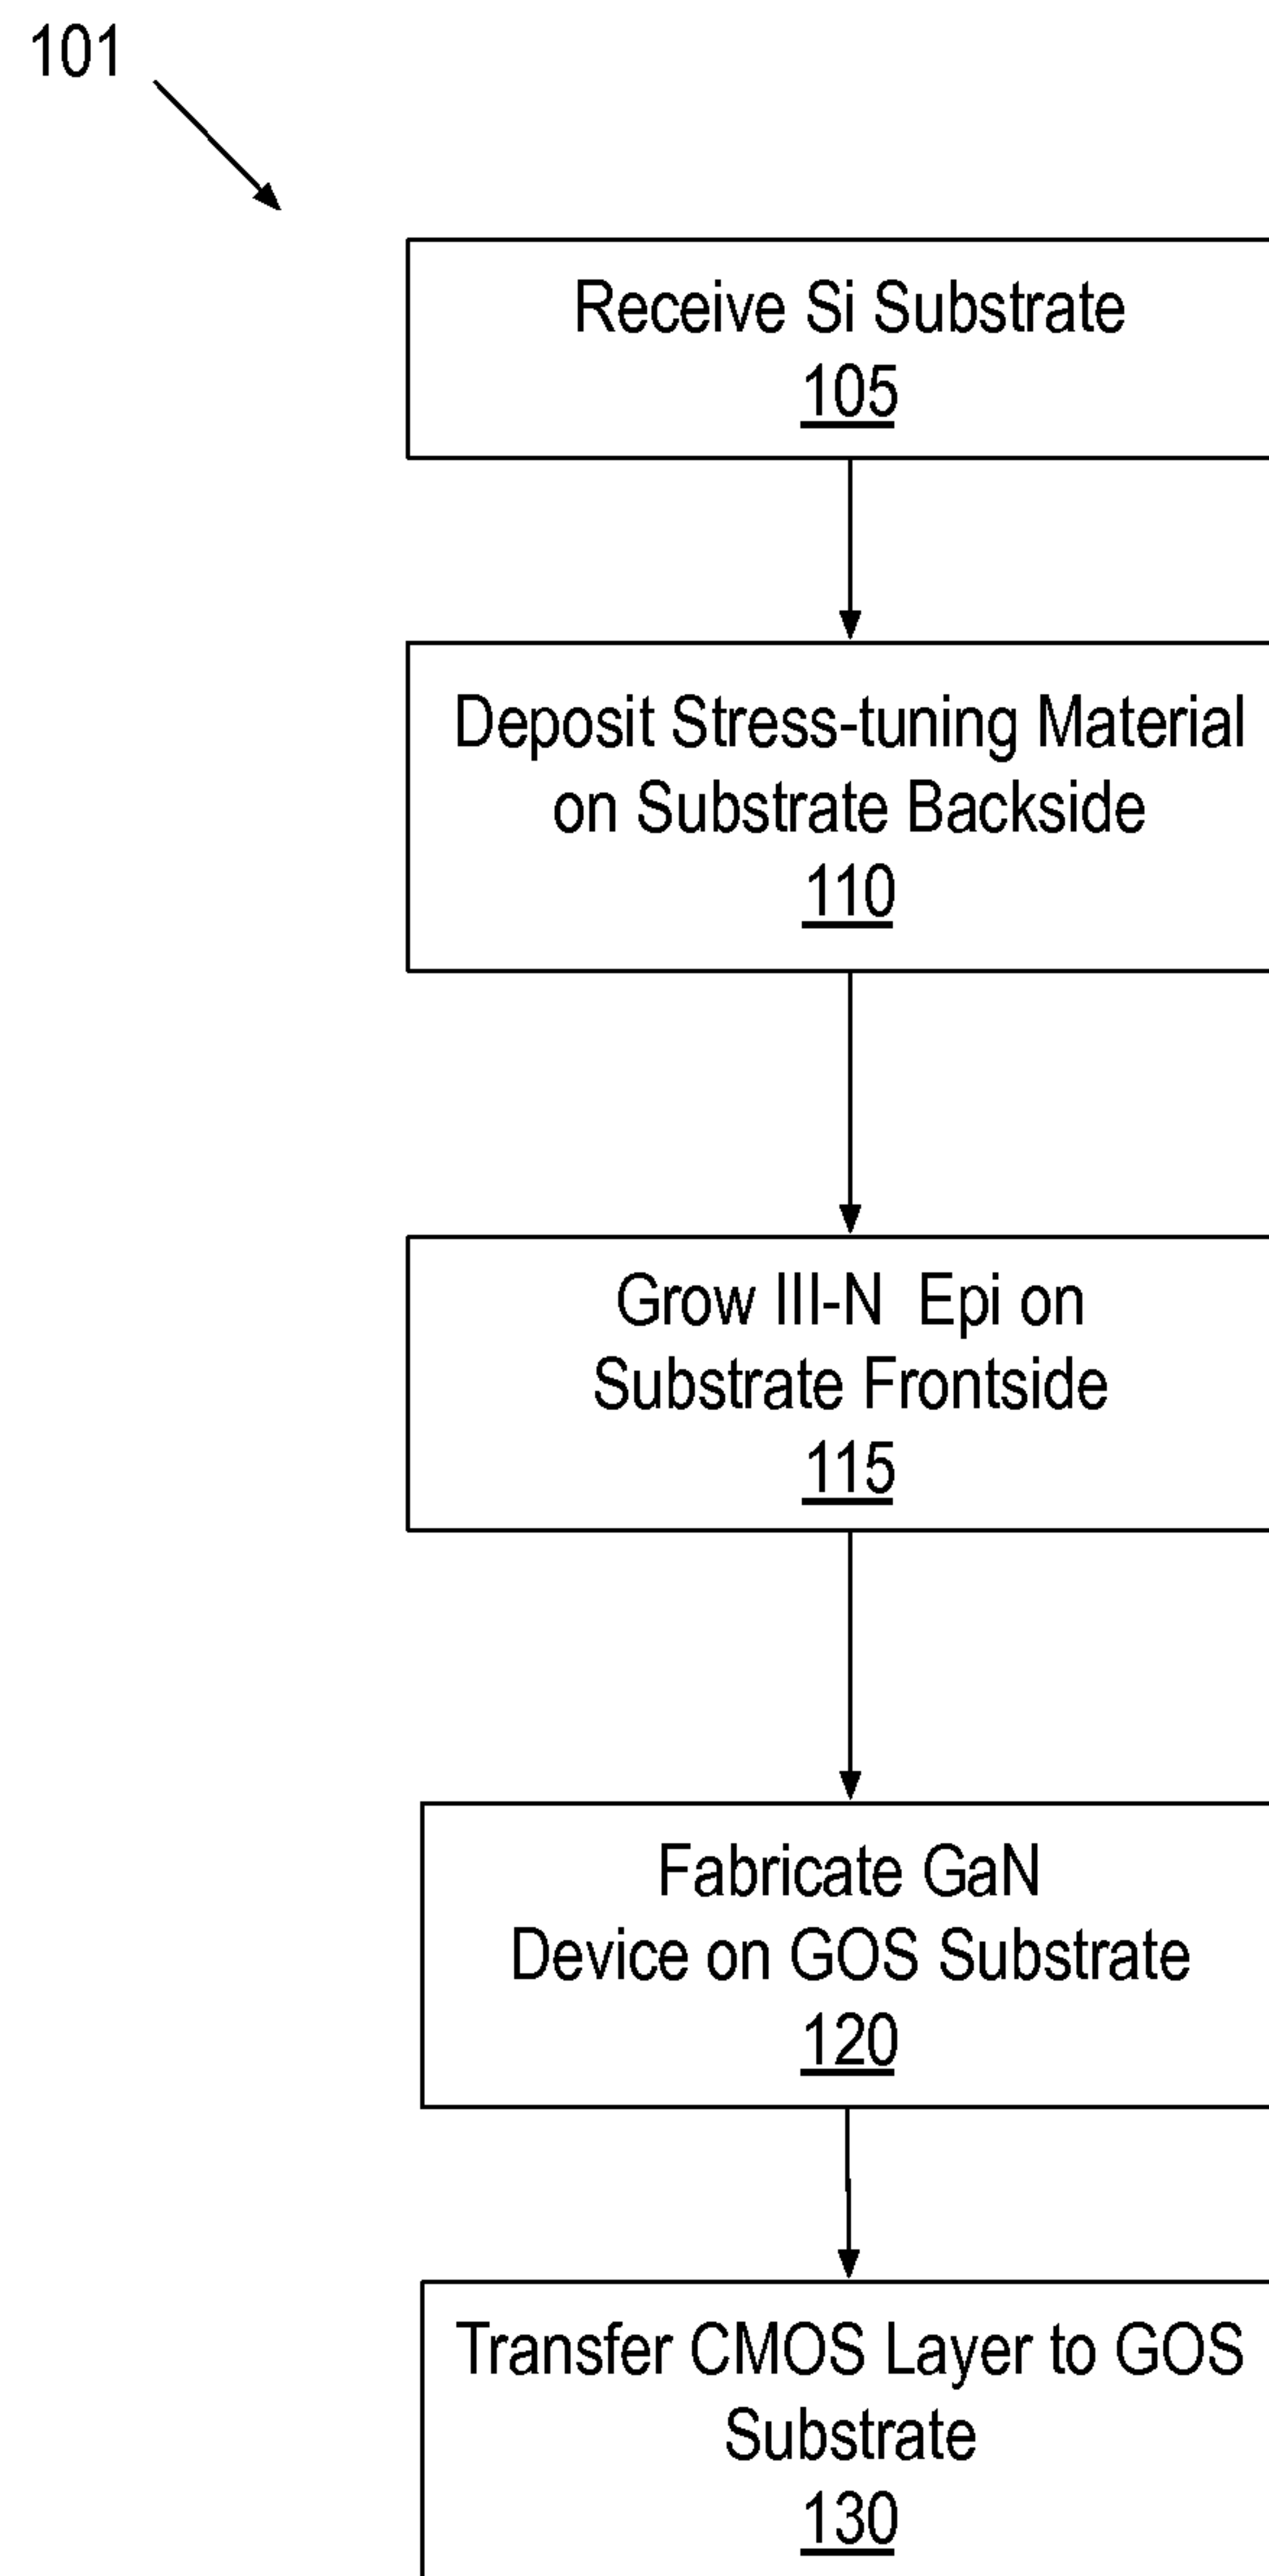 101
Receive Si Substrate
105
Deposit Stress-tuning Material
on Substrate Backside
110
Grow III-N Epi on
Substrate Frontside
115
Fabricate GaN
Device on GOS Substrate
120
Transfer CMOS Layer to GOS
Substrate
130